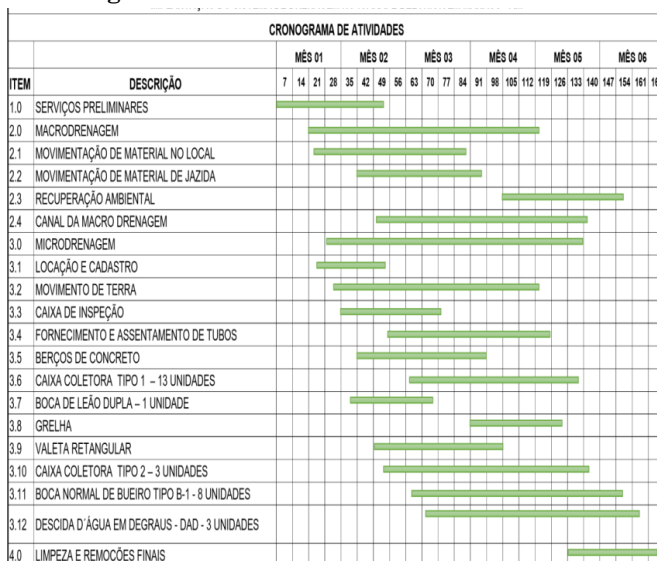 CRONOGRAMA DE ATIVIDADES
MÊS 01 MÊS 02 MÊS 03 MÊS 04 MÊS 05 MÊS 06
ITEM DESCRIÇÃO 7 14 21 28 35 42 49 56 63 70 77 84 91 98 105 112 119 126 133 140 147 154 161
1.0 SERVIÇOS PRELIMINARES
2.0 MACRODRENAGEM
2.1 MOVIMENTAÇÃO DE MATERIAL NO LOCAL
2.2 MOVIMENTAÇÃO DE MATERIAL DE JAZIDA
2.3 RECUPERAÇÃO AMBIENTAL
2.4 CANAL DA MACRO DRENAGEM
3.0 MICRODRENAGEM
3.1 LOCAÇÃO E CADASTRO
3.2 MOVIMENTO DE TERRA
3.3 CAIXA DE INSPEÇÃO
3.4 FORNECIMENTO E ASSENTAMENTO DE TUBOS
3.5 BERÇOS DE CONCRETO
3.6 CAIXA COLETORA TIPO 1 – 13 UNIDADES
3.7 BOCA DE LEÃO DUPLA – 1 UNIDADE
3.8 GRELHA
3.9 VALETA RETANGULAR
3.10 CAIXA COLETORA TIPO 2 – 3 UNIDADES
3.11 BOCA NORMAL DE BUEIRO TIPO B-1 - 8 UNIDADES
3.12 DESCIDA D´ÁGUA EM DEGRAUS - DAD - 3 UNIDADES
4.0 LIMPEZA E REMOÇÕES FINAIS